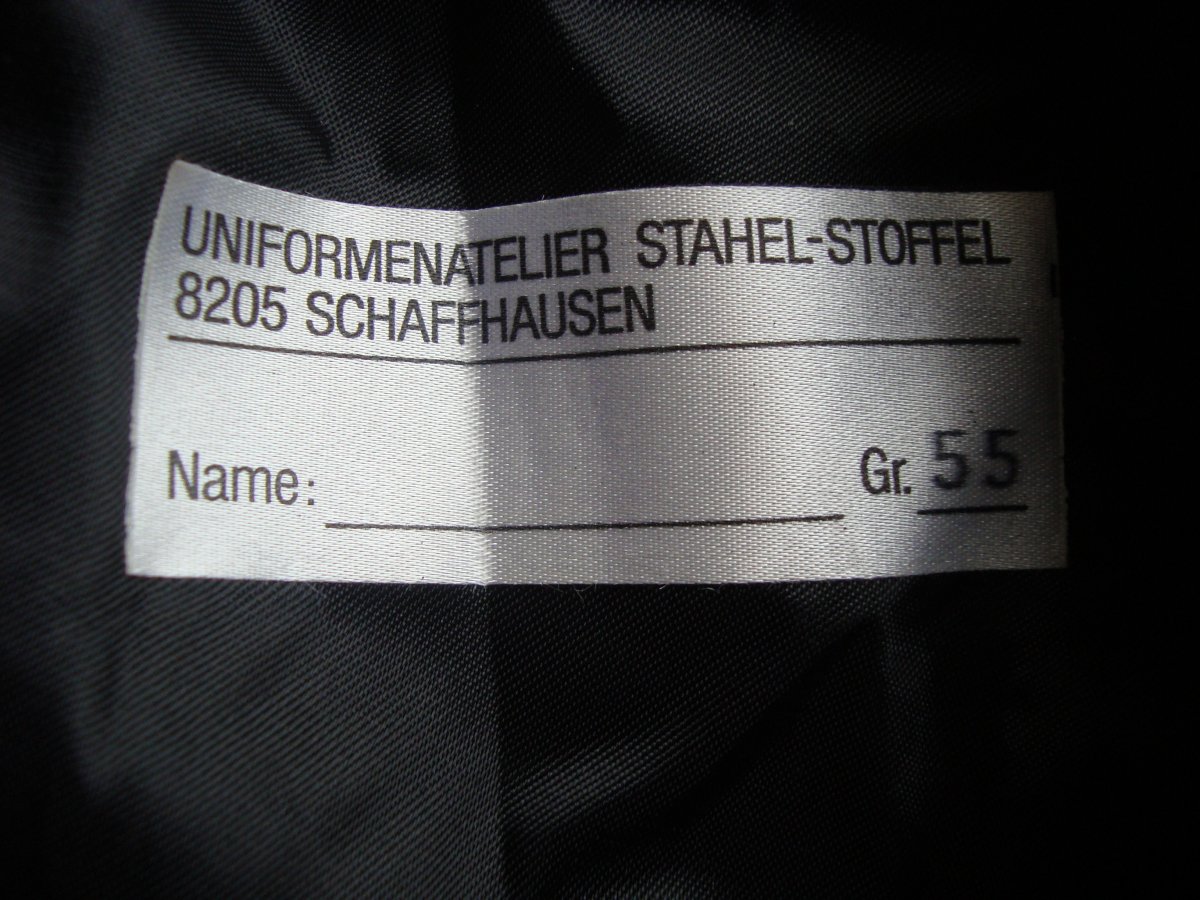 UNIFORMENATELIER STAHEL-STOFFEL
8205 SCHAFFHAUSEN
Name: Gr. 55